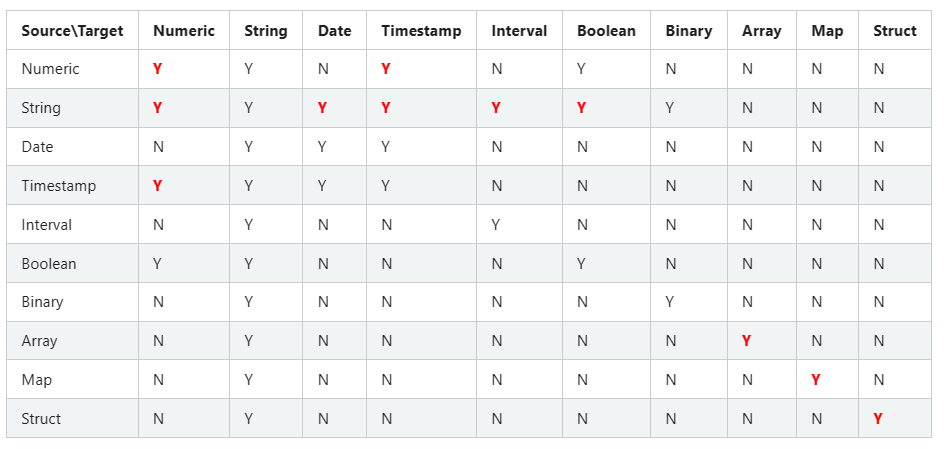 Source\Target Numeric String Date Timestamp Interval Boolean Binary Array Map Struct
Numeric Y Y N Y N Y N N N N
String Y Y Y Y Y Y Y N N N
Date N Y Y Y N N N N N N
Timestamp Y Y Y Y N N N N N N
Interval N Y N N Y N N N N N
Boolean Y Y N N N Y N N N N
Binary N Y N N N N Y N N N
Array N Y N N N N N Y N N
Map N Y N N N N N N Y N
Struct N Y N N N N N N N Y